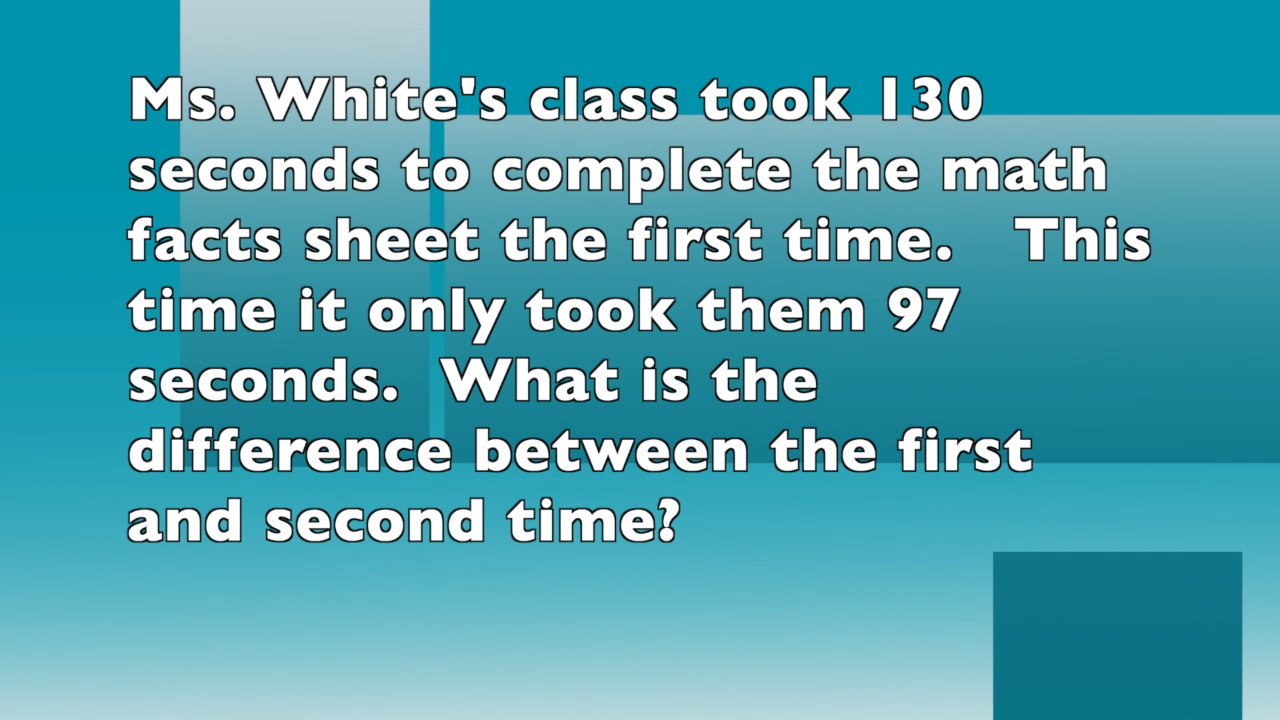 Ms. White's class took 130
seconds to complete the math
facts sheet the first time.   This
time it only took them 97
seconds.  What is the
difference between the first
and second time?